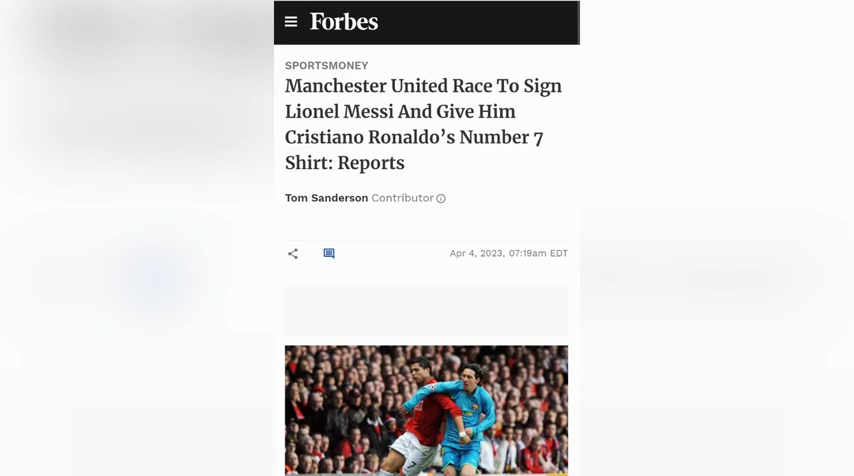 Forbes
SPORTSMONEY
Manchester United Race To Sign
Lionel Messi And Give Him
Cristiano Ronaldo’s Number 7
Shirt: Reports
Tom Sanderson Contributor
Apr 4, 2023, 07:19am EDT
7